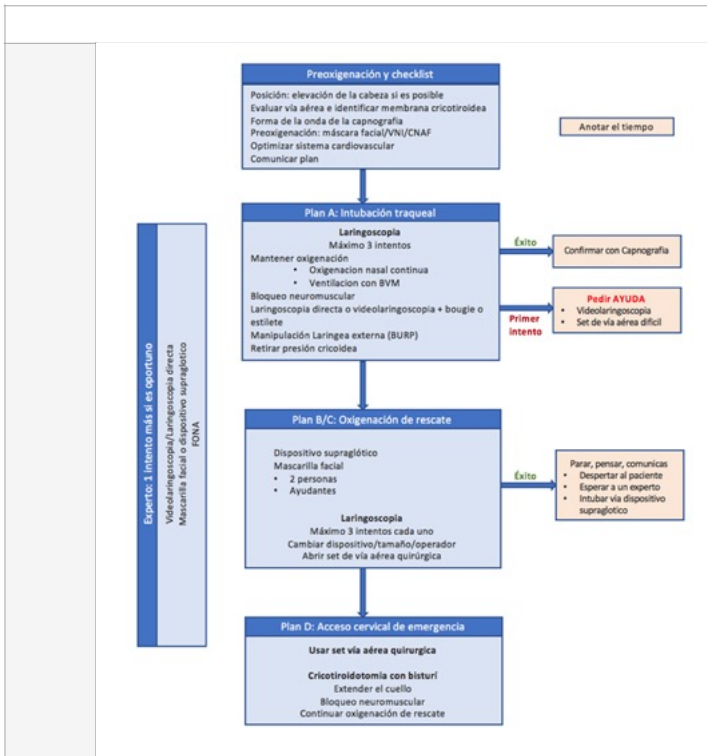 Preoxigenación y checklist
Posición: elevación de la cabeza si es posible
Evaluar vía aérea e identificar membrana cricotiroidea
Forma de la onda de la capnografia
Preoxigenación: máscara facial/VNI/CNAF
Optimizar sistema cardiovascular
Comunicar plan
Anotar el tiempo
Plan A: Intubación traqueal
Laringoscopia
Máximo 3 intentos
Mantener oxigenación
• Oxigenacion nasal continua
• Ventilacion con BVM
Bloqueo neuromuscular
Laringoscopia directa o videolaringoscopia + bougie o
estilete
Manipulación Laringea externa (BURP)
Retirar presión cricoidea
Éxito
Confirmar con Capnografia
Primer
intento
Pedir AYUDA
• Videolaringoscopia
• Set de vía aérea dificil
Experto: 1 intento más si es oportuno
Videolaringoscopia/Laringoscopia directa
Mascarilla facial o dispositivo supraglotico
FONA
Plan B/C: Oxigenación de rescate
Dispositivo supraglótico
Mascarilla facial
• 2 personas
• Ayudantes
Laringoscopia
Máximo 3 intentos cada uno
Cambiar dispositivo/tamaño/operador
Abrir set de vía aérea quirúrgica
Éxito
Parar, pensar, comunicas
• Despertar al paciente
• Esperar a un experto
• Intubar via dispositivo
supraglotico
Plan D: Acceso cervical de emergencia
Usar set vía aérea quirurgica
Cricotiroidotomia con bisturí
Extender el cuello
Bloqueo neuromuscular
Continuar oxigenación de rescate